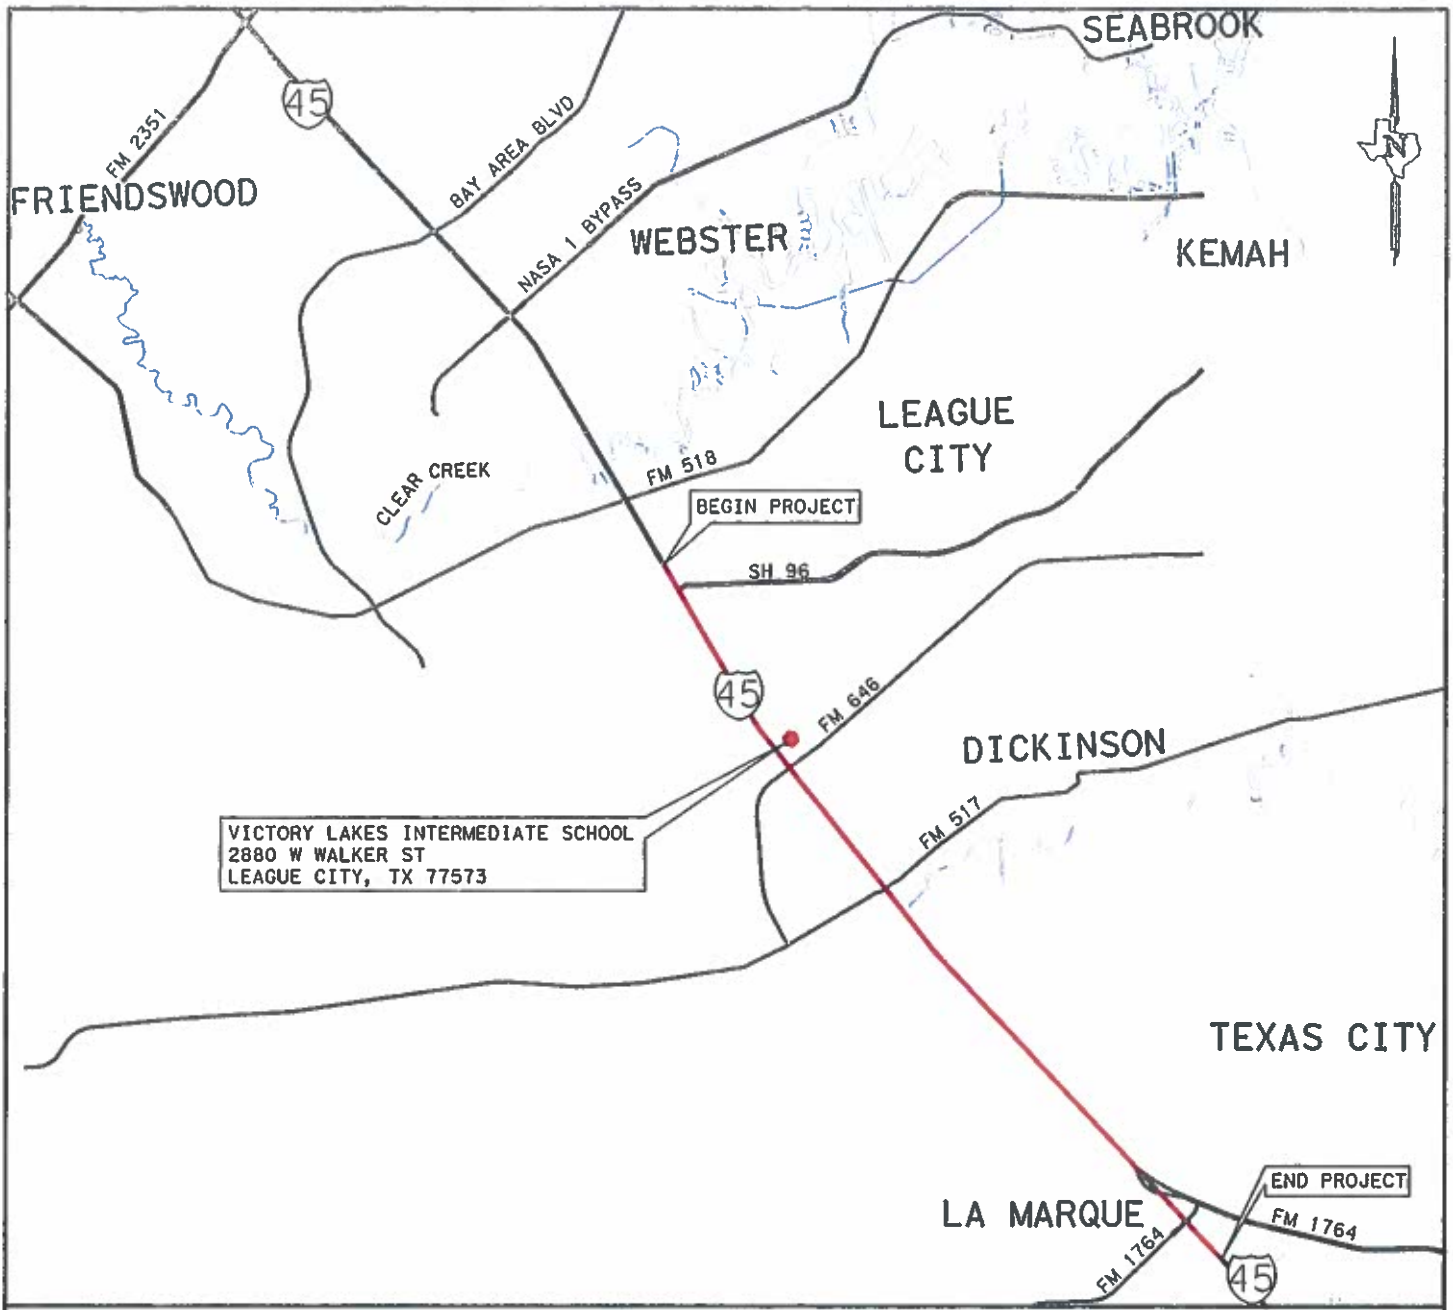 SEABROOK
45
FM 2351
BAY AREA BLVD
FRIENDSWOOD
NASA 1 BYPASS
WEBSTER
N
KEMAH
LEAGUE
CITY
CLEAR CREEK
FM 518
BEGIN PROJECT
SH 96
45
FM 646
DICKINSON
VICTORY LAKES INTERMEDIATE SCHOOL
2880 W WALKER ST
LEAGUE CITY, TX 77573
FM 517
TEXAS CITY
END PROJECT
LA MARQUE
FM 1764
FM 1764
45